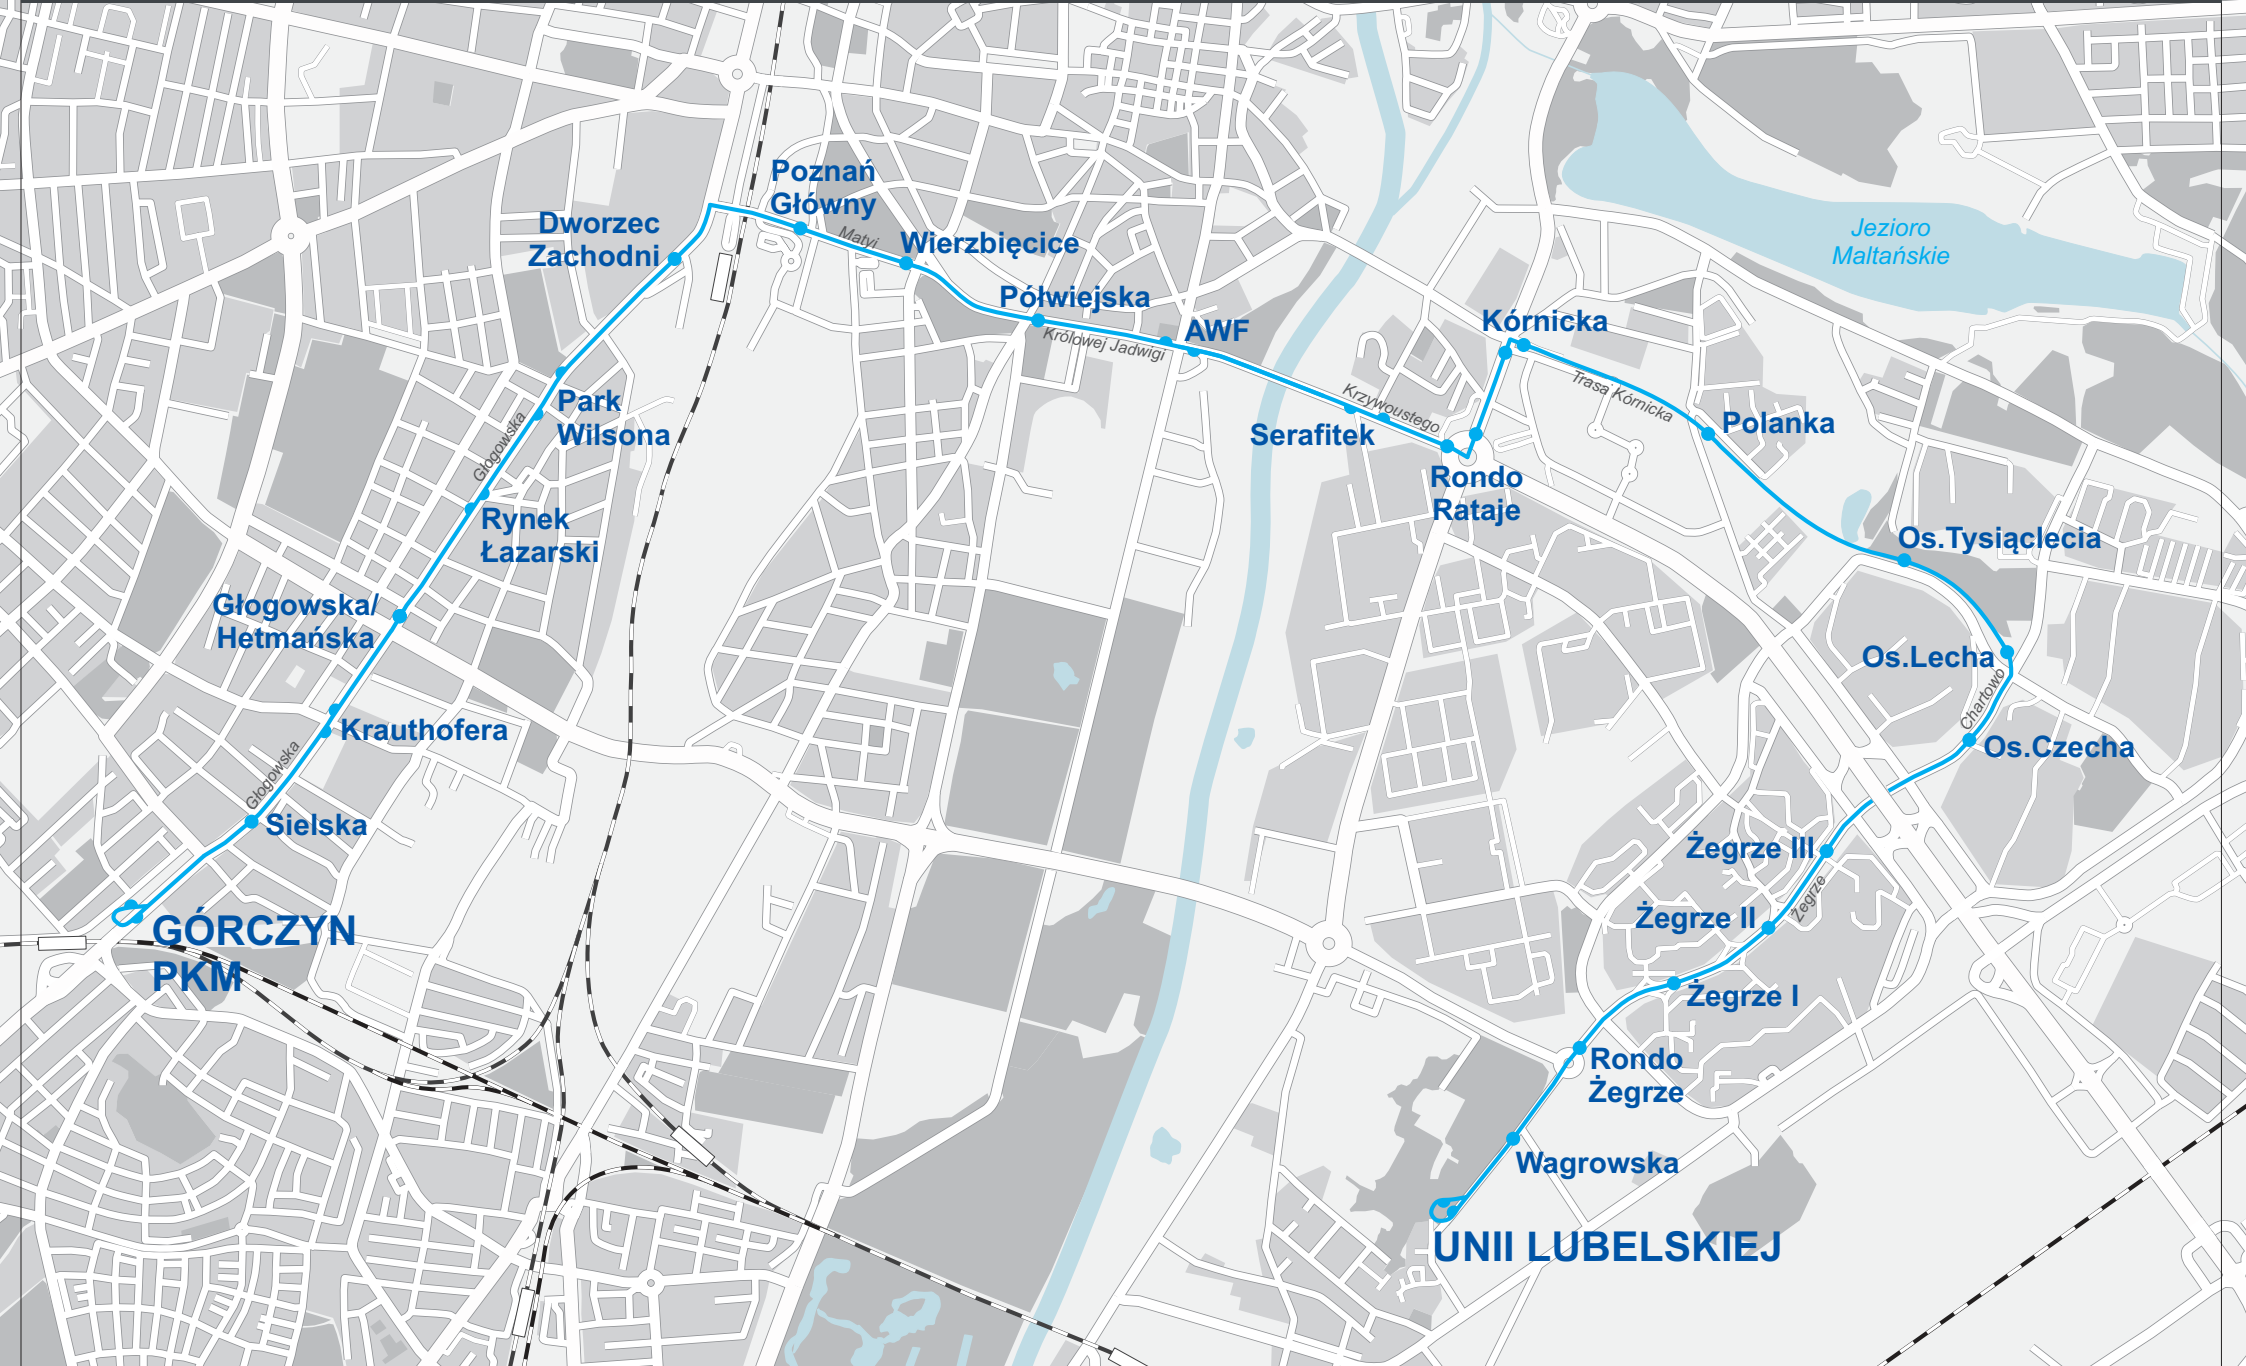 Poznań
Główny
Dworzec
Zachodni
Matyi
Wierzbięcice
Jezioro
Maltańskie
Półwiejska
Królowej Jadwigi
AWF
Kórnicka
Trasa Kórnicka
Krzywoustego
Serafitek
Polanka
Park
Wilsona
Głogowska
Rondo
Rataje
Rynek
Łazarski
Os.Tysiąclecia
Głogowska/
Hetmańska
Os.Lecha
Chartowo
Krauthofera
Os.Czecha
Głogowska
Sielska
Żegrze III
Żegrze
Żegrze II
GÓRCZYN
PKM
Żegrze I
Rondo
Żegrze
Wagrowska
UNII LUBELSKIEJ